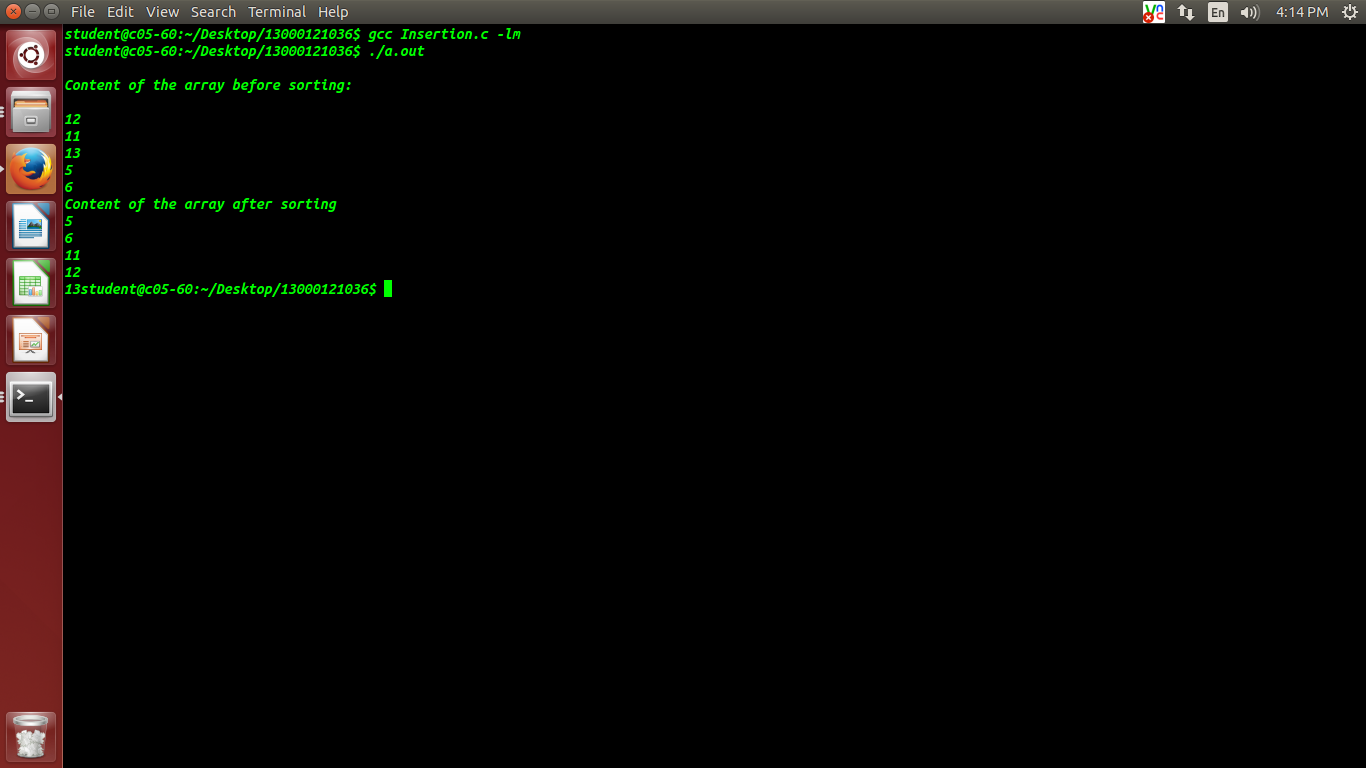 File Edit View Search Terminal Help
En
4:14 PM
student@c05-60:~/Desktop/13000121036$ gcc Insertion.c -lm
student@c05-60:~/Desktop/13000121036$ ./a.out
Content of the array before sorting:
12
11
13
5
6
Content of the array after sorting
5
6
11
12
13student@c05-60:~/Desktop/13000121036$